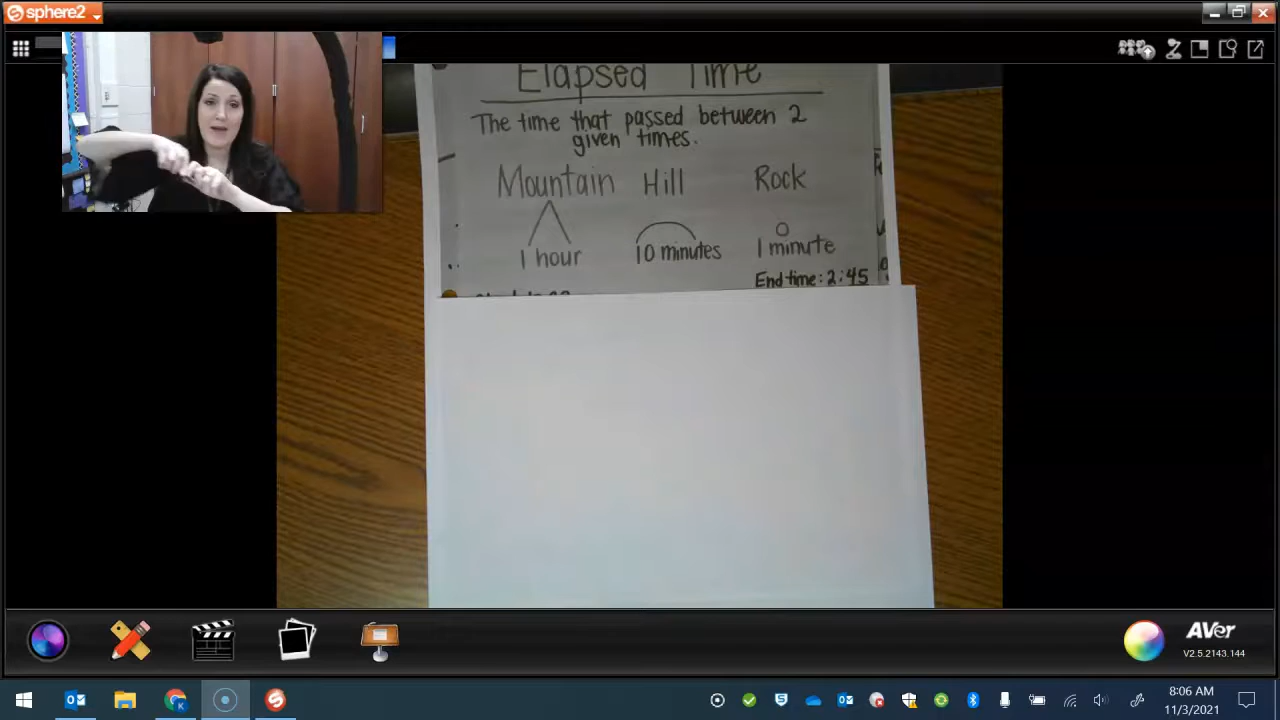 sphere2
Elapsed Time
The time that passed between 2
given times.
Mountain Hill Rock
1 hour 10 minutes 1 minute
End time: 2:45
AVer
V2.5.2143.144
8:06 AM
11/3/2021